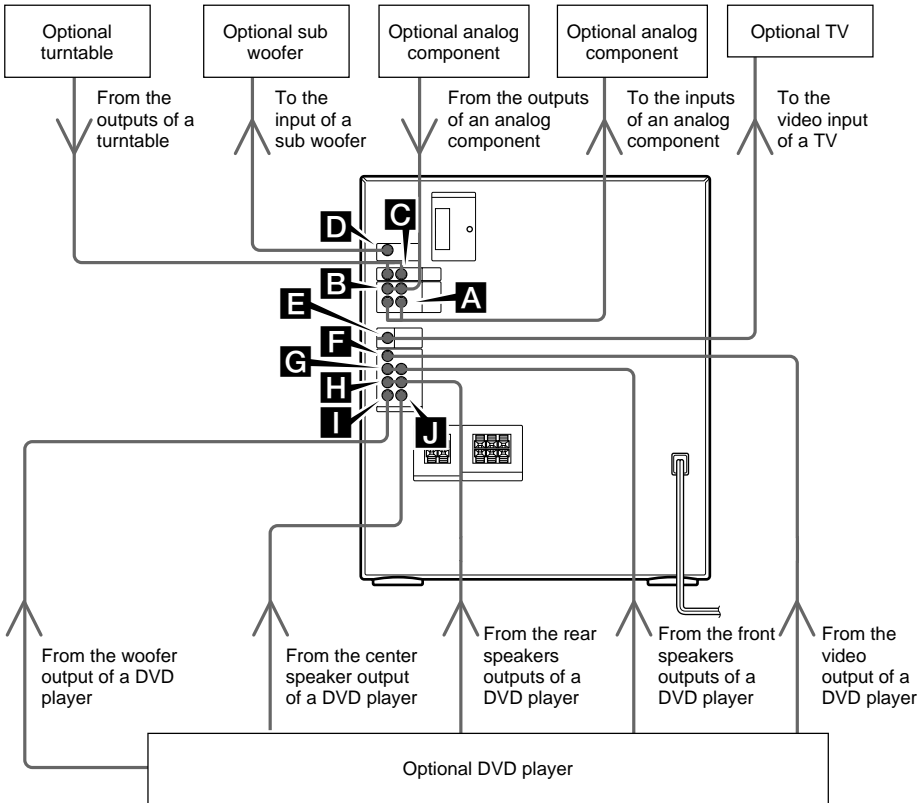 Optional
turntable
Optional sub
woofer
Optional analog
component
Optional analog
component
Optional TV
From the
outputs of a
turntable
To the
input of a
sub woofer
From the outputs
of an analog
component
To the inputs
of an analog
component
To the
video input
of a TV
D
C
B
A
E
F
G
H
I
J
From the woofer
output of a DVD
player
From the center
speaker output
of a DVD player
From the rear
speakers
outputs of a
DVD player
From the front
speakers
outputs of a
DVD player
From the
video
output of a
DVD player
Optional DVD player